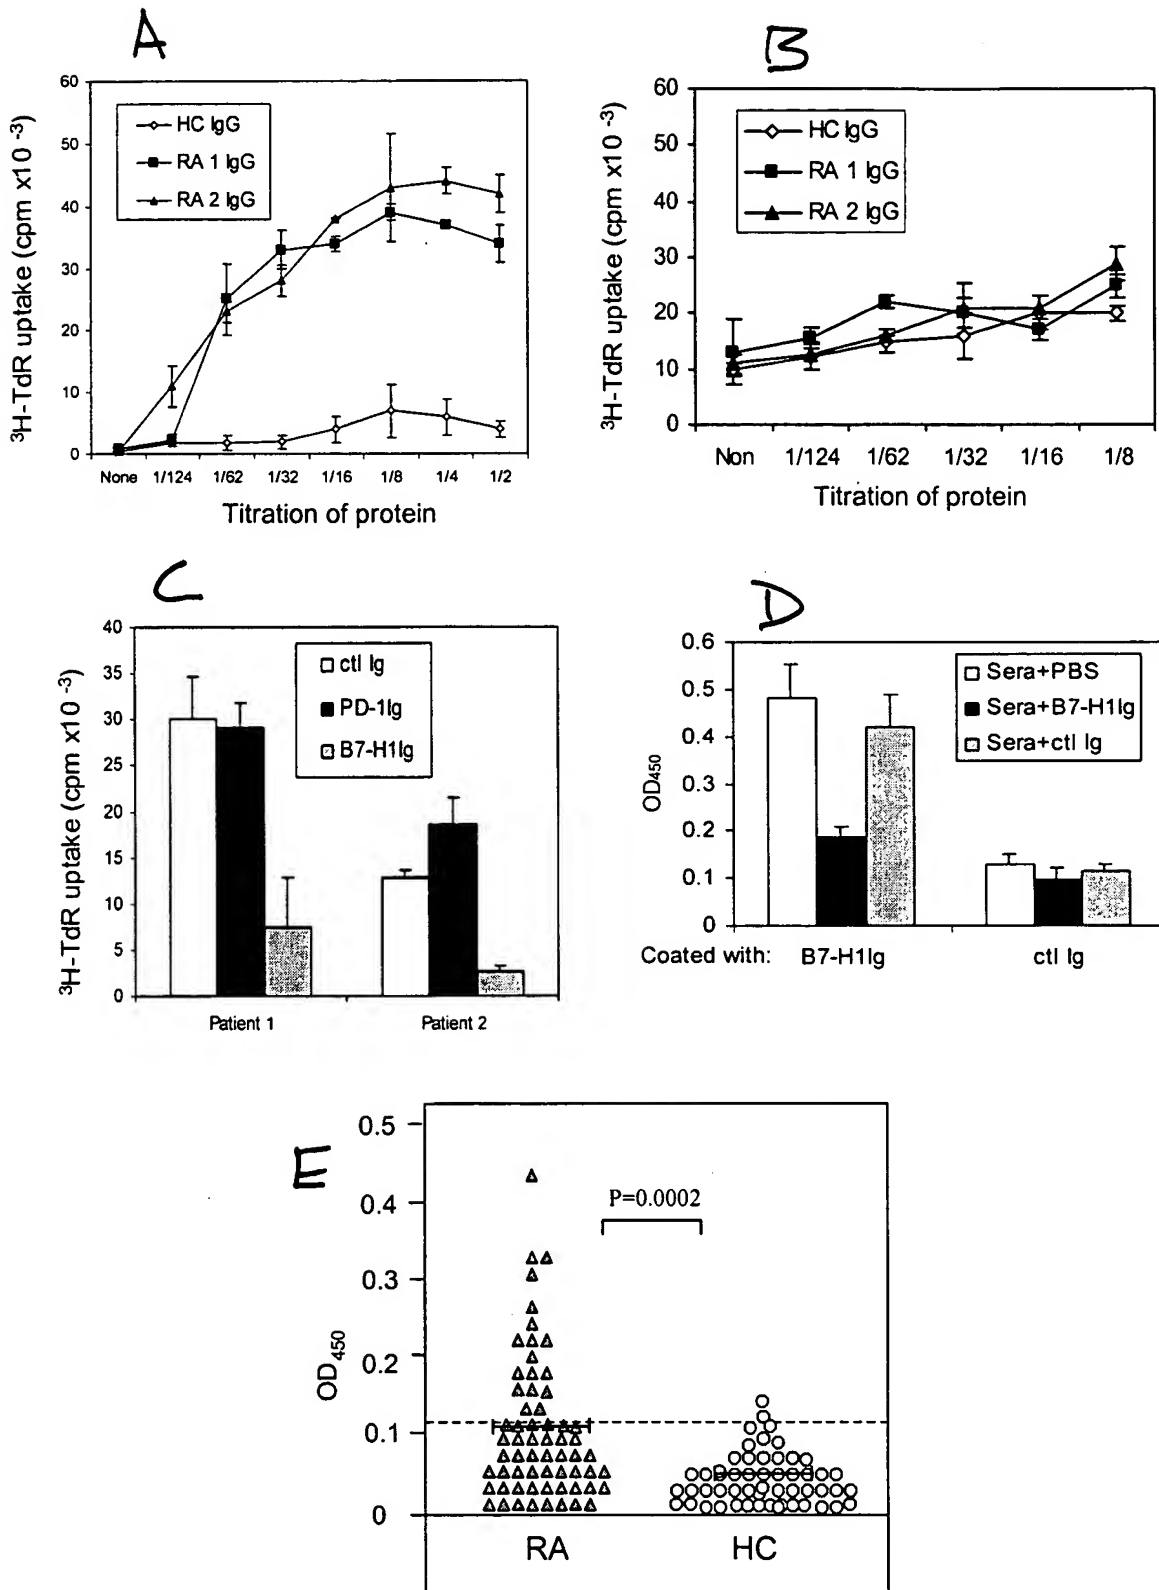 A
60
50
40
30
20
10
0
³H-TdR uptake (cpm x10 ⁻³)
HC IgG
RA 1 IgG
RA 2 IgG
None 1/124 1/62 1/32 1/16 1/8 1/4 1/2
Titration of protein
B
60
50
40
30
20
10
0
³H-TdR uptake (cpm x10 ⁻³)
HC IgG
RA 1 IgG
RA 2 IgG
Non 1/124 1/62 1/32 1/16 1/8
Titration of protein
C
40
35
30
25
20
15
10
5
0
³H-TdR uptake (cpm x10 ⁻³)
ctl Ig
PD-1Ig
B7-H1Ig
Patient 1 Patient 2
D
0.6
0.5
0.4
0.3
0.2
0.1
0
OD₄₅₀
Sera+PBS
Sera+B7-H1Ig
Sera+ctl Ig
Coated with: B7-H1Ig ctl Ig
E
0.5
0.4
0.3
0.2
0.1
0
OD₄₅₀
P=0.0002
RA HC